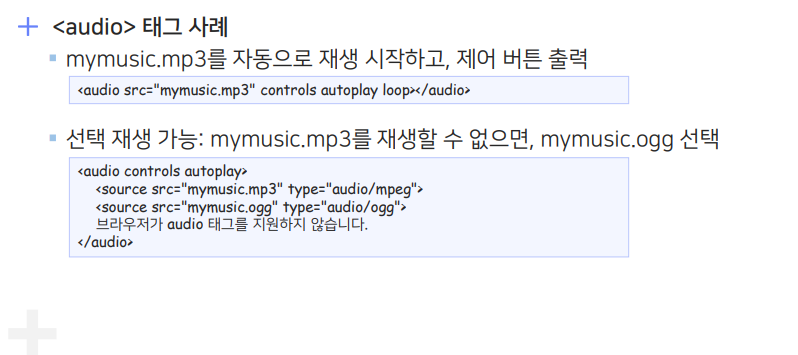 <audio> 태그 사례
mymusic.mp3를 자동으로 재생 시작하고, 제어 버튼 출력
<audio src="mymusic.mp3" controls autoplay loop></audio>
선택 재생 가능: mymusic.mp3를 재생할 수 없으면, mymusic.ogg 선택
<audio controls autoplay>
<source src="mymusic.mp3" type="audio/mpeg">
<source src="mymusic.ogg" type="audio/ogg">
브라우저가 audio 태그를 지원하지 않습니다.
</audio>